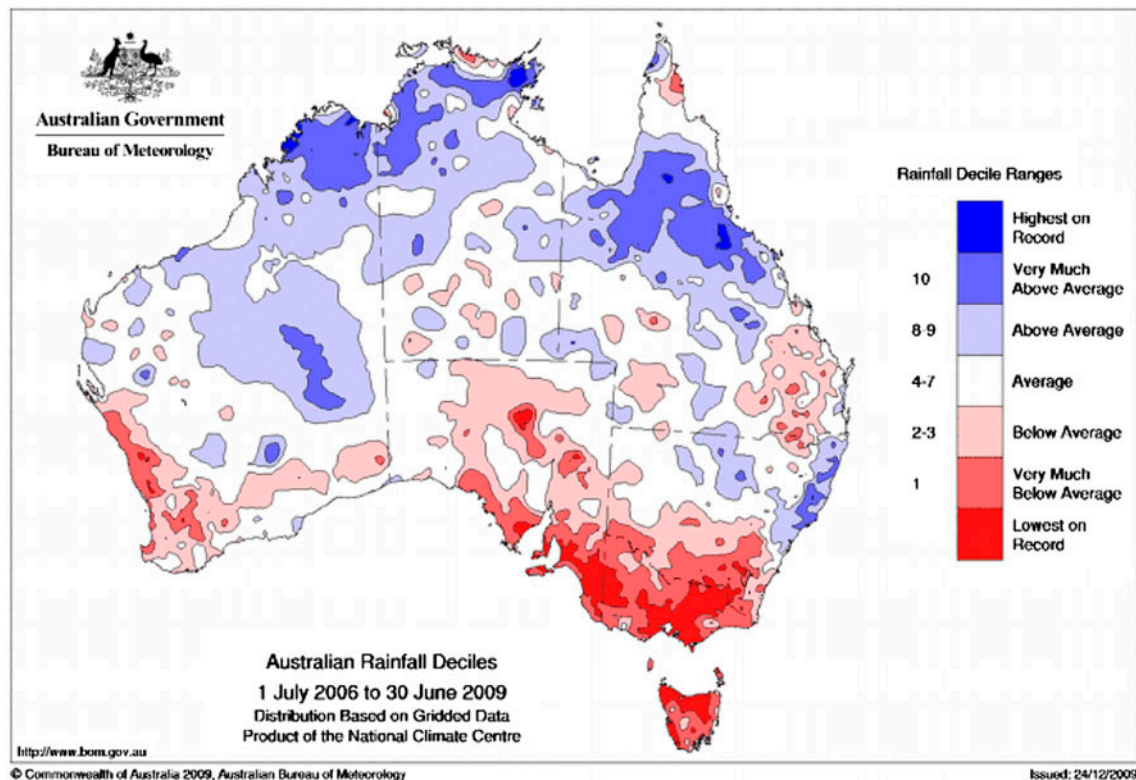 Australian Government
Bureau of Meteorology
Rainfall Decile Ranges
Highest on
Record
10
Very Much
Above Average
8-9
Above Average
4-7
Average
2-3
Below Average
1
Very Much
Below Average
Lowest on
Record
Australian Rainfall Deciles
1 July 2006 to 30 June 2009
Distribution Based on Gridded Data
Product of the National Climate Centre
http://www.bom.gov.au
© Commonwealth of Australia 2009, Australian Bureau of Meteorology
Issued: 24/12/2009